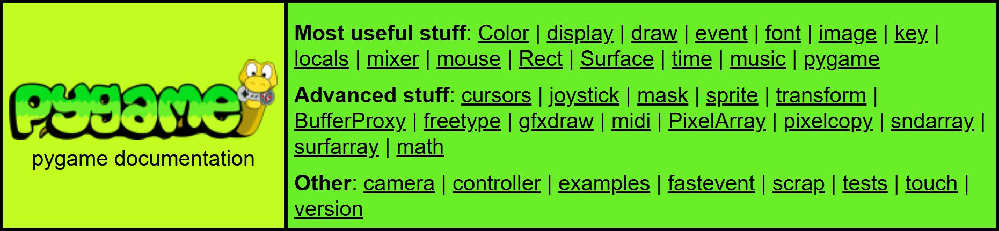 pygame
pygame documentation
Most useful stuff: Color | display | draw | event | font | image | key |
locals | mixer | mouse | Rect | Surface | time | music | pygame
Advanced stuff: cursors | joystick | mask | sprite | transform |
BufferProxy | freetype | gfxdraw | midi | PixelArray | pixelcopy | sndarray |
surfarray | math
Other: camera | controller | examples | fastevent | scrap | tests | touch |
version